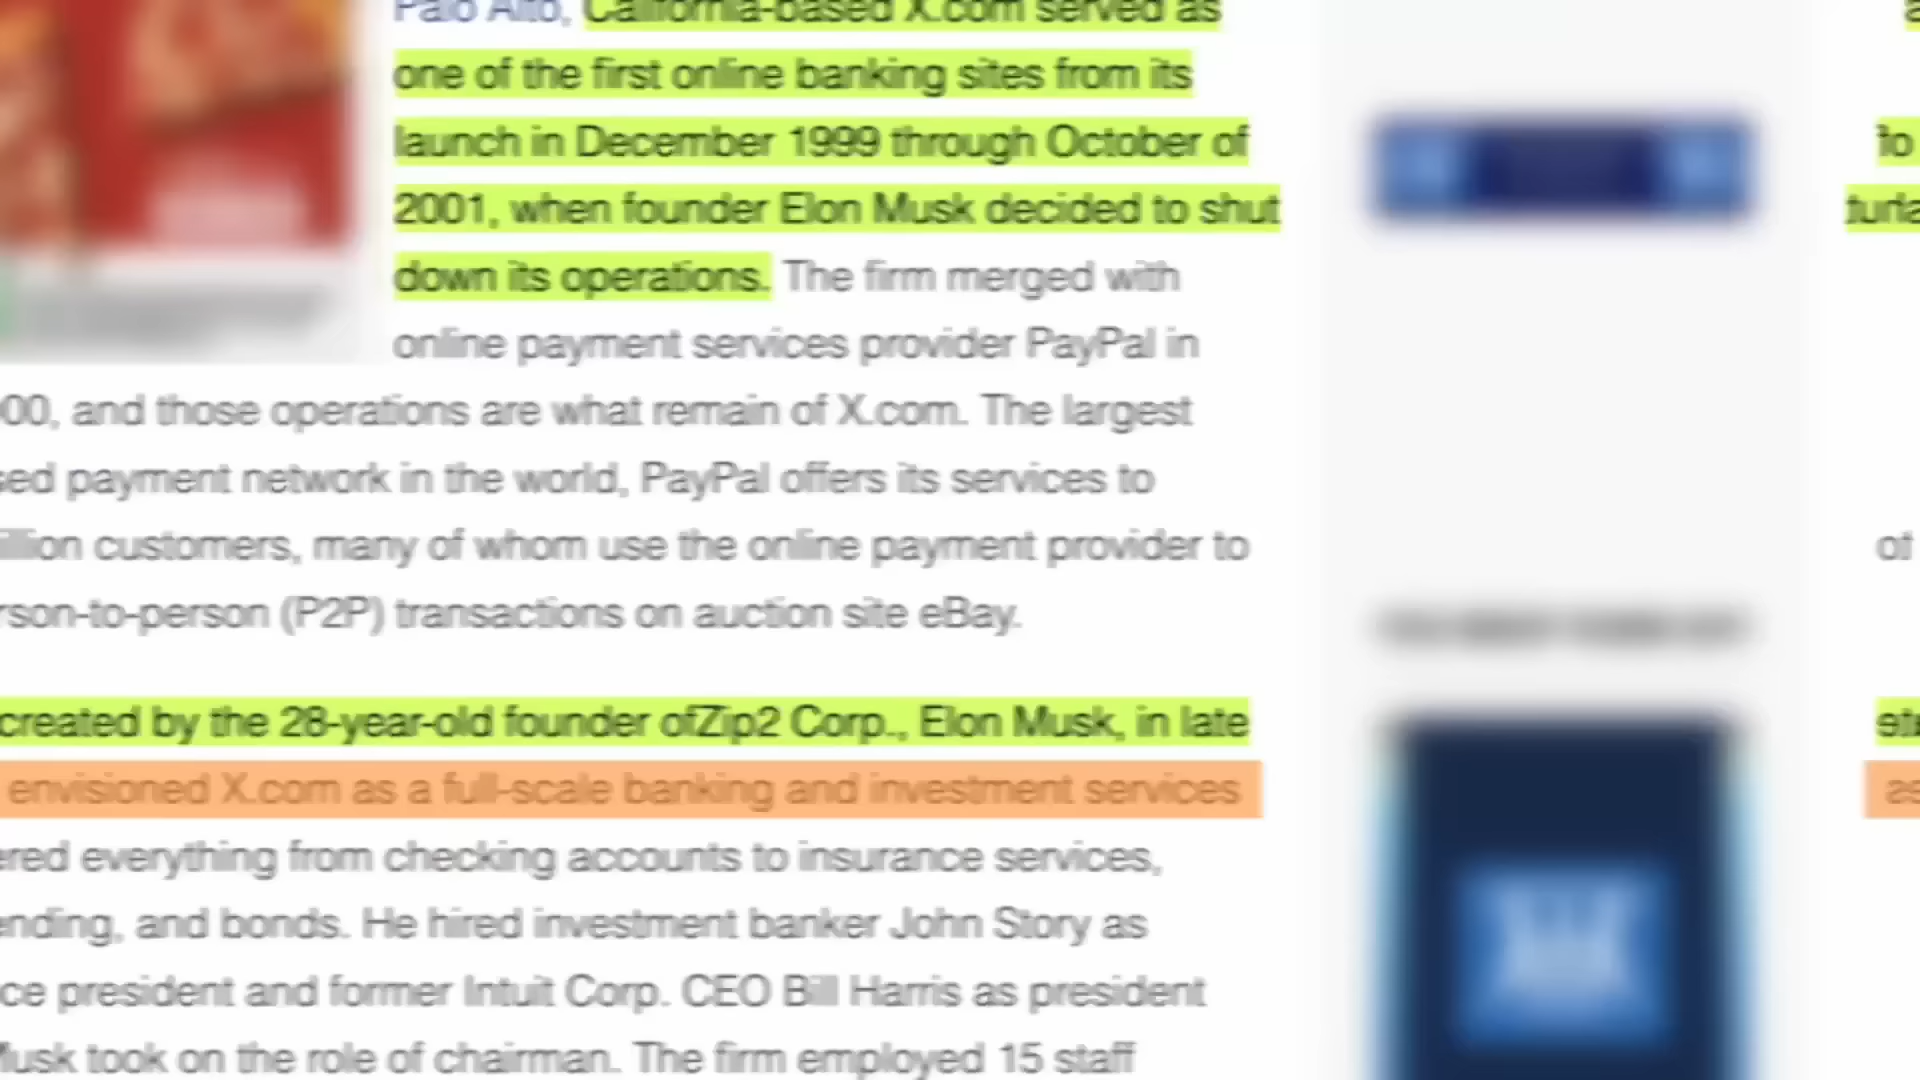 Palo Alto, California-based X.com served as
one of the first online banking sites from its
launch in December 1999 through October of
2001, when founder Elon Musk decided to shut
down its operations. The firm merged with
online payment services provider PayPal in
00, and those operations are what remain of X.com. The largest
sed payment network in the world, PayPal offers its services to
illion customers, many of whom use the online payment provider to
rson-to-person (P2P) transactions on auction site eBay.
created by the 28-year-old founder ofZip2 Corp., Elon Musk, in late
envisioned X.com as a full-scale banking and investment services
ered everything from checking accounts to insurance services,
ending, and bonds. He hired investment banker John Story as
ice president and former Intuit Corp. CEO Bill Harris as president
Musk took on the role of chairman. The firm employed 15 staff